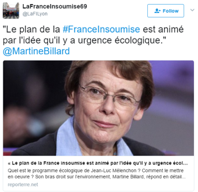 LaFranceInsoumise69
@LaFILyon
Follow
"Le plan de la #FranceInsoumise est animé
par l'idée qu'il y a urgence écologique."
@MartineBillard
« Le plan de la France insoumise est animé par l'idée qu'il y a urgence écol...
Quel est le programme écologique de Jean-Luc Mélenchon ? Comment le mettre
en oeuvre ? Son bras droit sur l'environnement, Martine Billard, répond en détail
reporterre.net